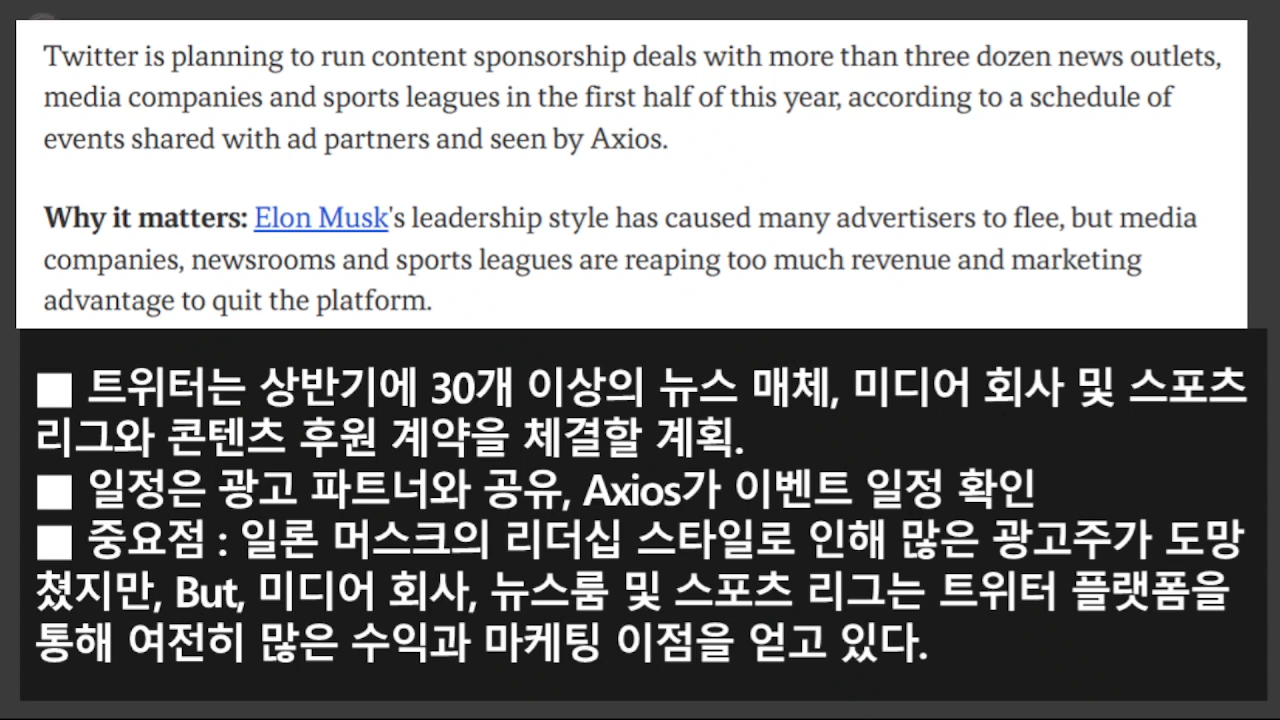 Twitter is planning to run content sponsorship deals with more than three dozen news outlets,
media companies and sports leagues in the first half of this year, according to a schedule of
events shared with ad partners and seen by Axios.
Why it matters: Elon Musk's leadership style has caused many advertisers to flee, but media
companies, newsrooms and sports leagues are reaping too much revenue and marketing
advantage to quit the platform.
■ 트위터는 상반기에 30개 이상의 뉴스 매체, 미디어 회사 및 스포츠
리그와 콘텐츠 후원 계약을 체결할 계획.
■ 일정은 광고 파트너와 공유, Axios가 이벤트 일정 확인
■ 중요점 : 일론 머스크의 리더십 스타일로 인해 많은 광고주가 도망
쳤지만, But, 미디어 회사, 뉴스룸 및 스포츠 리그는 트위터 플랫폼을
통해 여전히 많은 수익과 마케팅 이점을 얻고 있다.